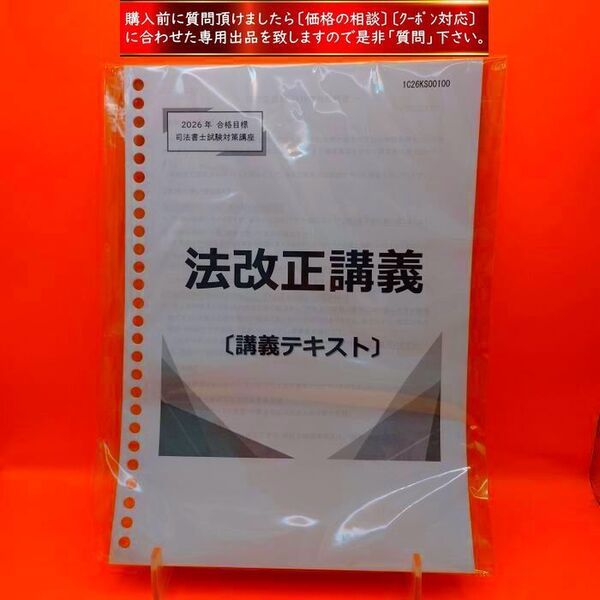 購入前に質問頂けましたら〔価格の相談〕〔ｸｰﾎﾟﾝ対応〕
に合わせた専用出品を致しますので是非「質問」下さい。
1C26KS00100
2026年 合格目標
司法書士試験対策講座
法改正講義
〔講義テキスト〕